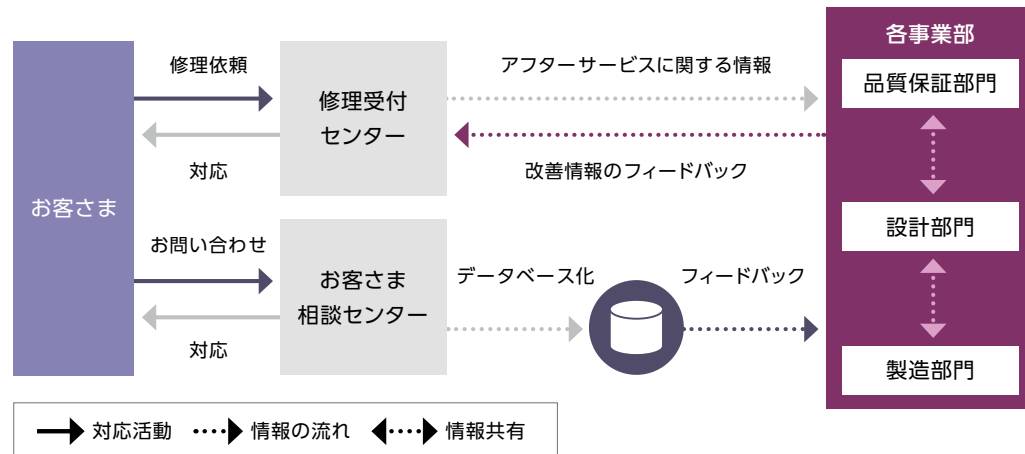 お客さま
修理依頼
対応
修理受付
センター
アフターサービスに関する情報
改善情報のフィードバック
お問い合わせ
対応
お客さま
相談センター
データベース化
フィードバック
各事業部
品質保証部門
設計部門
製造部門
対応活動
情報の流れ
情報共有